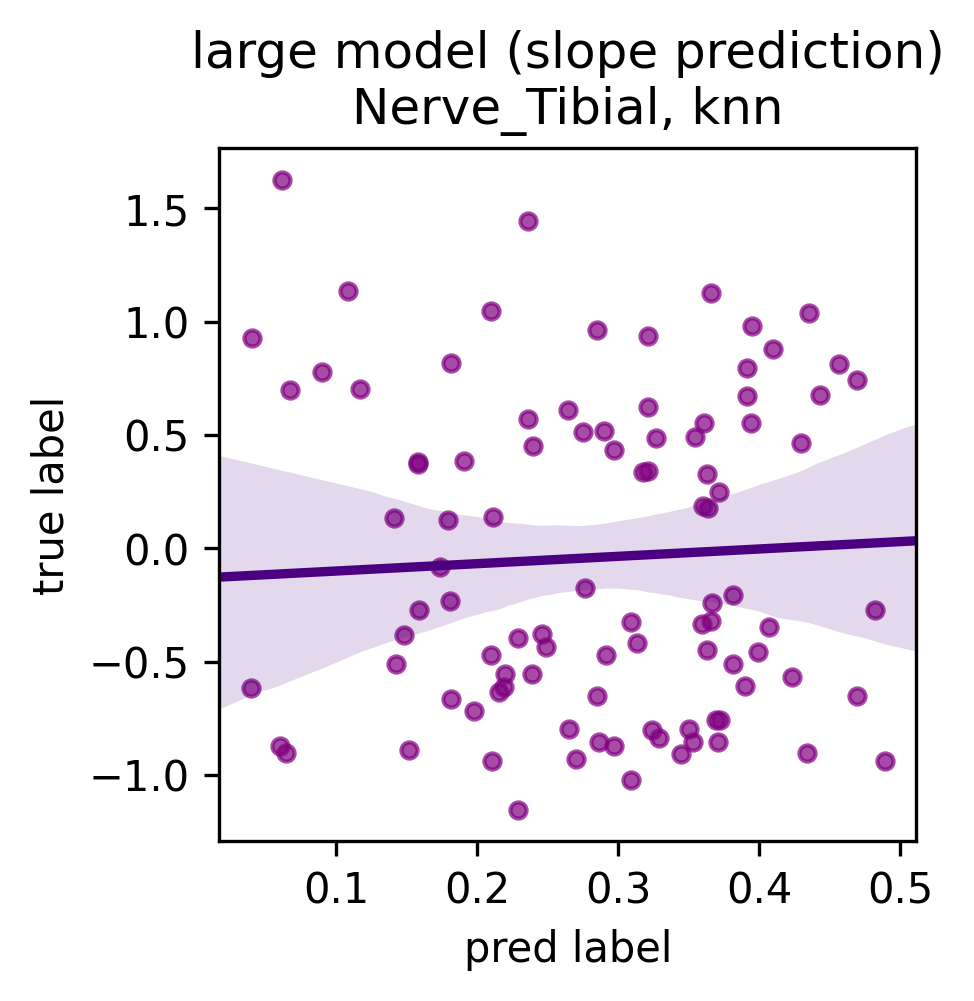 large model (slope prediction)
Nerve_Tibial, knn
1.5
1.0
0.5
0.0
−0.5
−1.0
true label
0.1 0.2 0.3 0.4 0.5
pred label